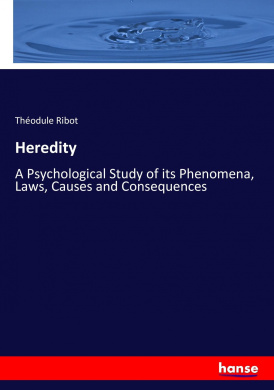 Théodule Ribot
Heredity
A Psychological Study of its Phenomena,
Laws, Causes and Consequences
hanse